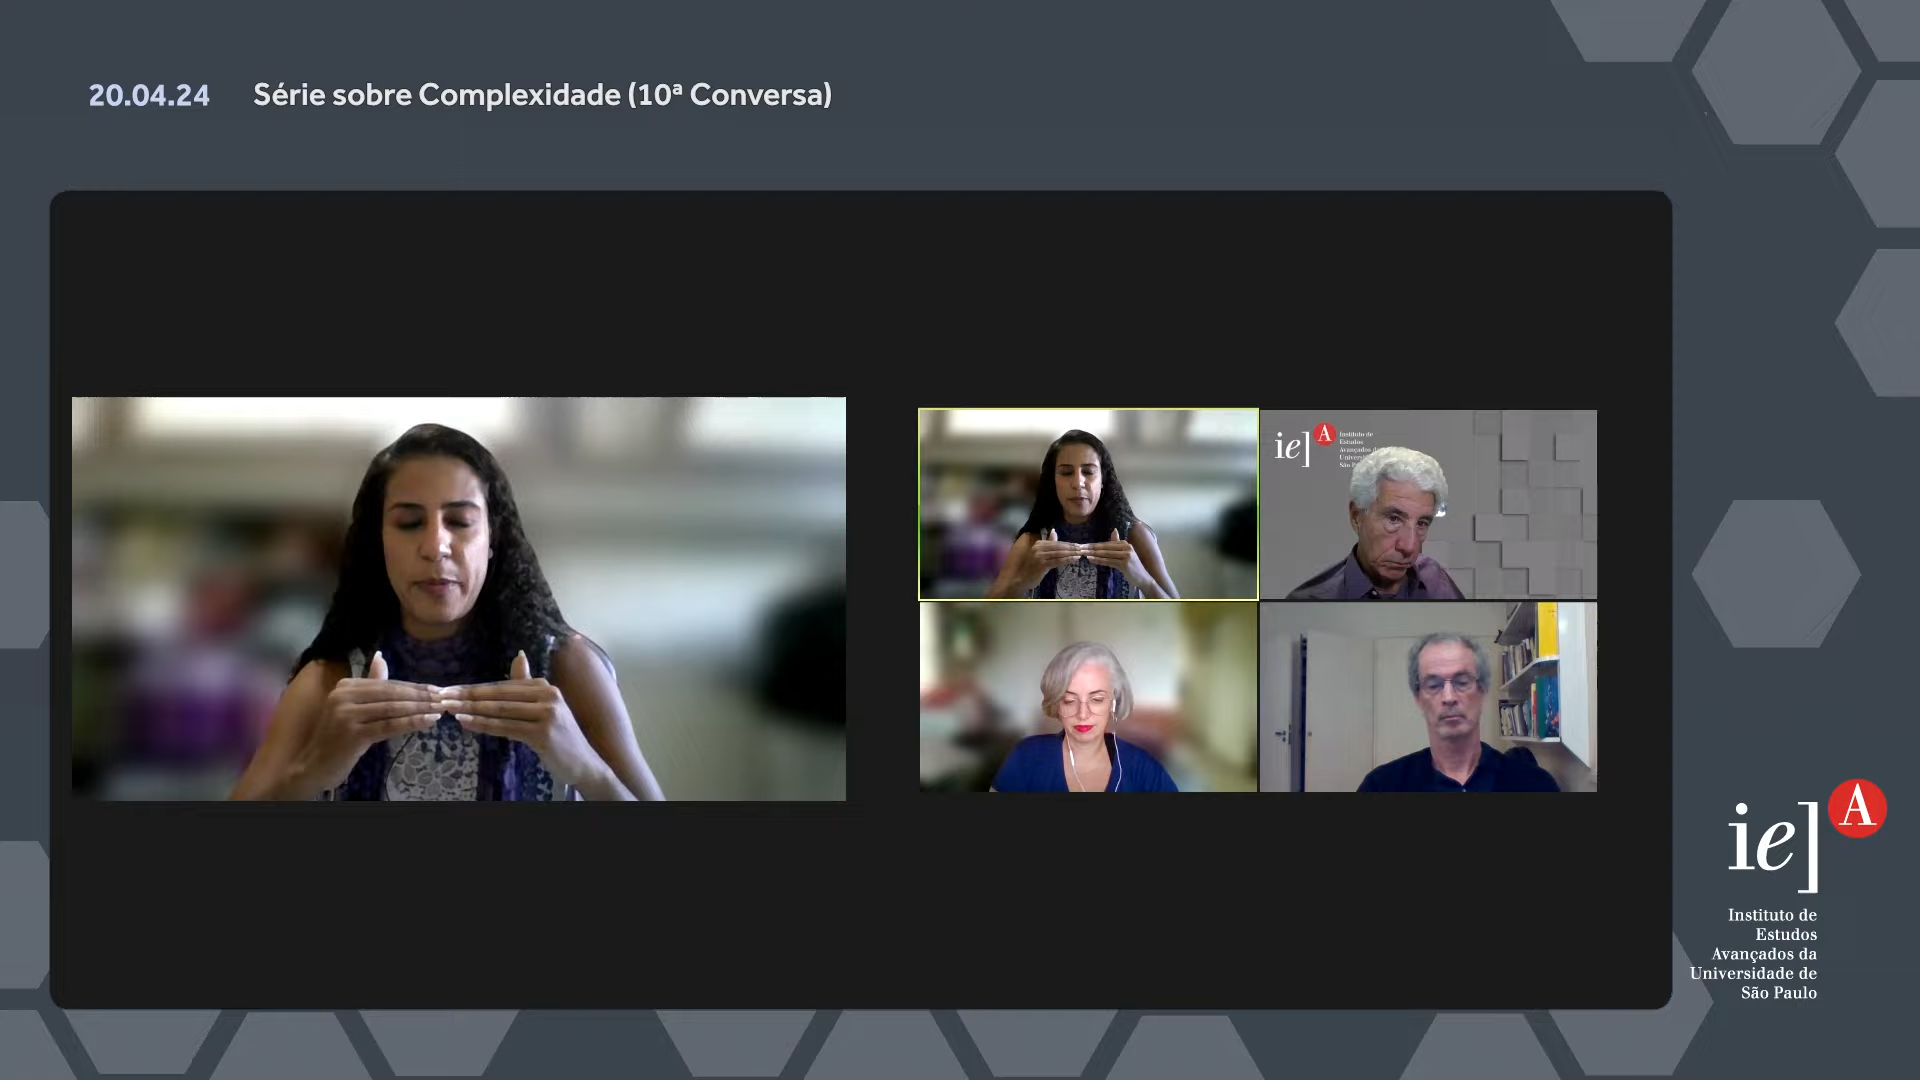 20.04.24 Série sobre Complexidade (10ª Conversa)
ie] A
Instituto de
Estudos
ie] A
Instituto de
Estudos
Avançados da
Universidade de
São Paulo